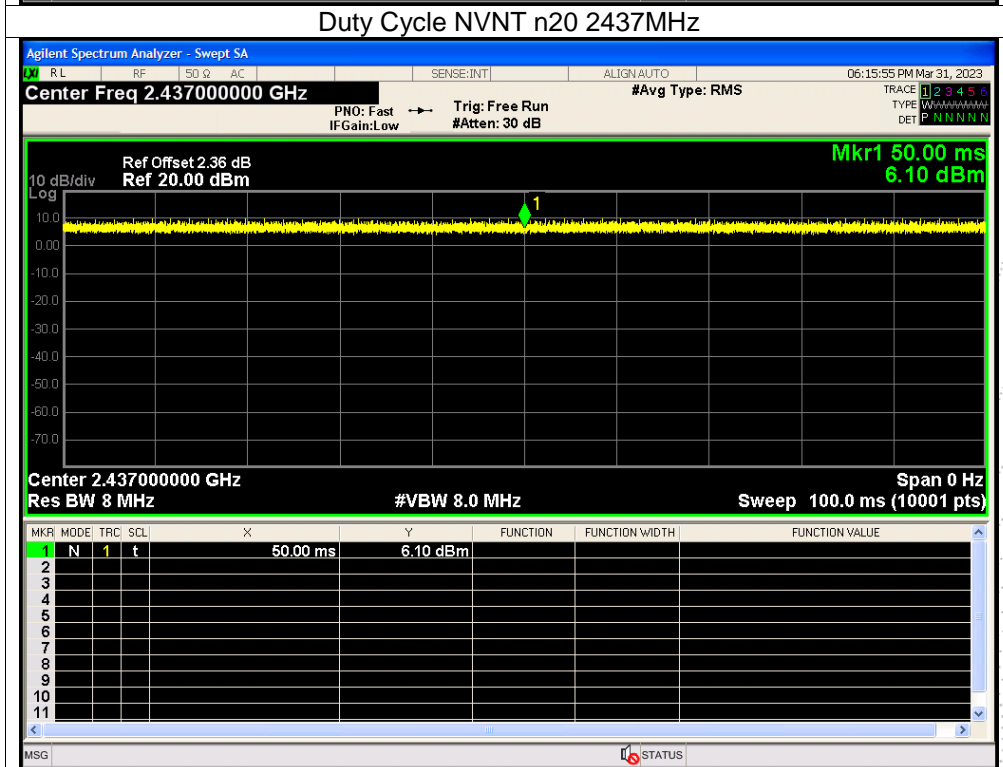 Duty Cycle NVNT n20 2437MHz
Agilent Spectrum Analyzer - Swept SA
LXI RL RF 50 Ω AC SENSE:INT ALIGN AUTO 06:15:55 PM Mar 31, 2023
Center Freq 2.437000000 GHz #Avg Type: RMS TRACE 1 2 3 4 5 6
PNO: Fast Trig: Free Run TYPE WWWWWW
IFGain:Low #Atten: 30 dB DET P N N N N N
Mkr1 50.00 ms
Ref Offset 2.36 dB
10 dB/div Ref 20.00 dBm 6.10 dBm
Log
1
10.0
0.00
-10.0
-20.0
-30.0
-40.0
-50.0
-60.0
-70.0
Center 2.437000000 GHz Span 0 Hz
Res BW 8 MHz #VBW 8.0 MHz Sweep 100.0 ms (10001 pts)
MKR MODE TRC SCL X Y FUNCTION FUNCTION WIDTH FUNCTION VALUE
1 N 1 t 50.00 ms 6.10 dBm
2
3
4
5
6
7
8
9
10
11
MSG STATUS